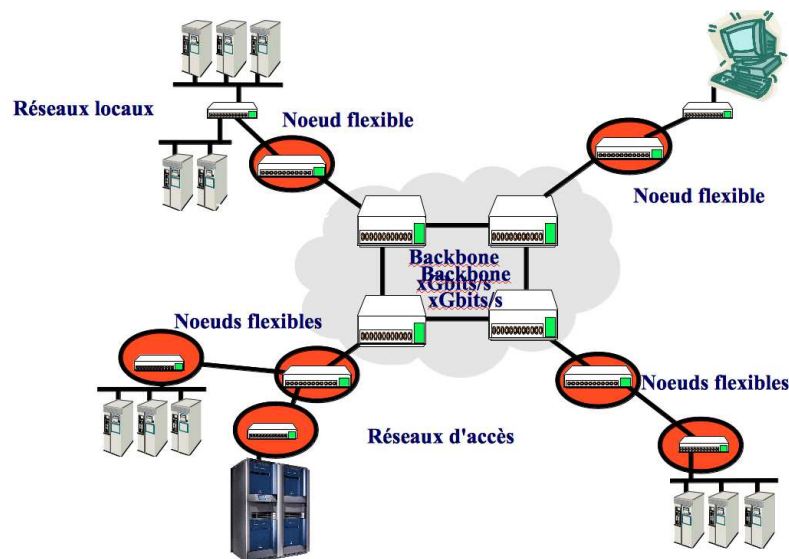 Réseaux locaux
Noeud flexible
Noeud flexible
Backbone
Backbone
xGbits/s
xGbits/s
Noeuds flexibles
Noeuds flexibles
Réseaux d'accès